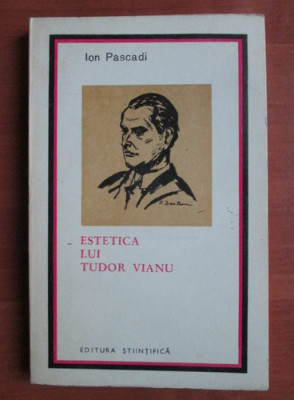 Ion Pascadi
ESTETICA
LUI
TUDOR VIANU
EDITURA ȘTIINȚIFICĂ